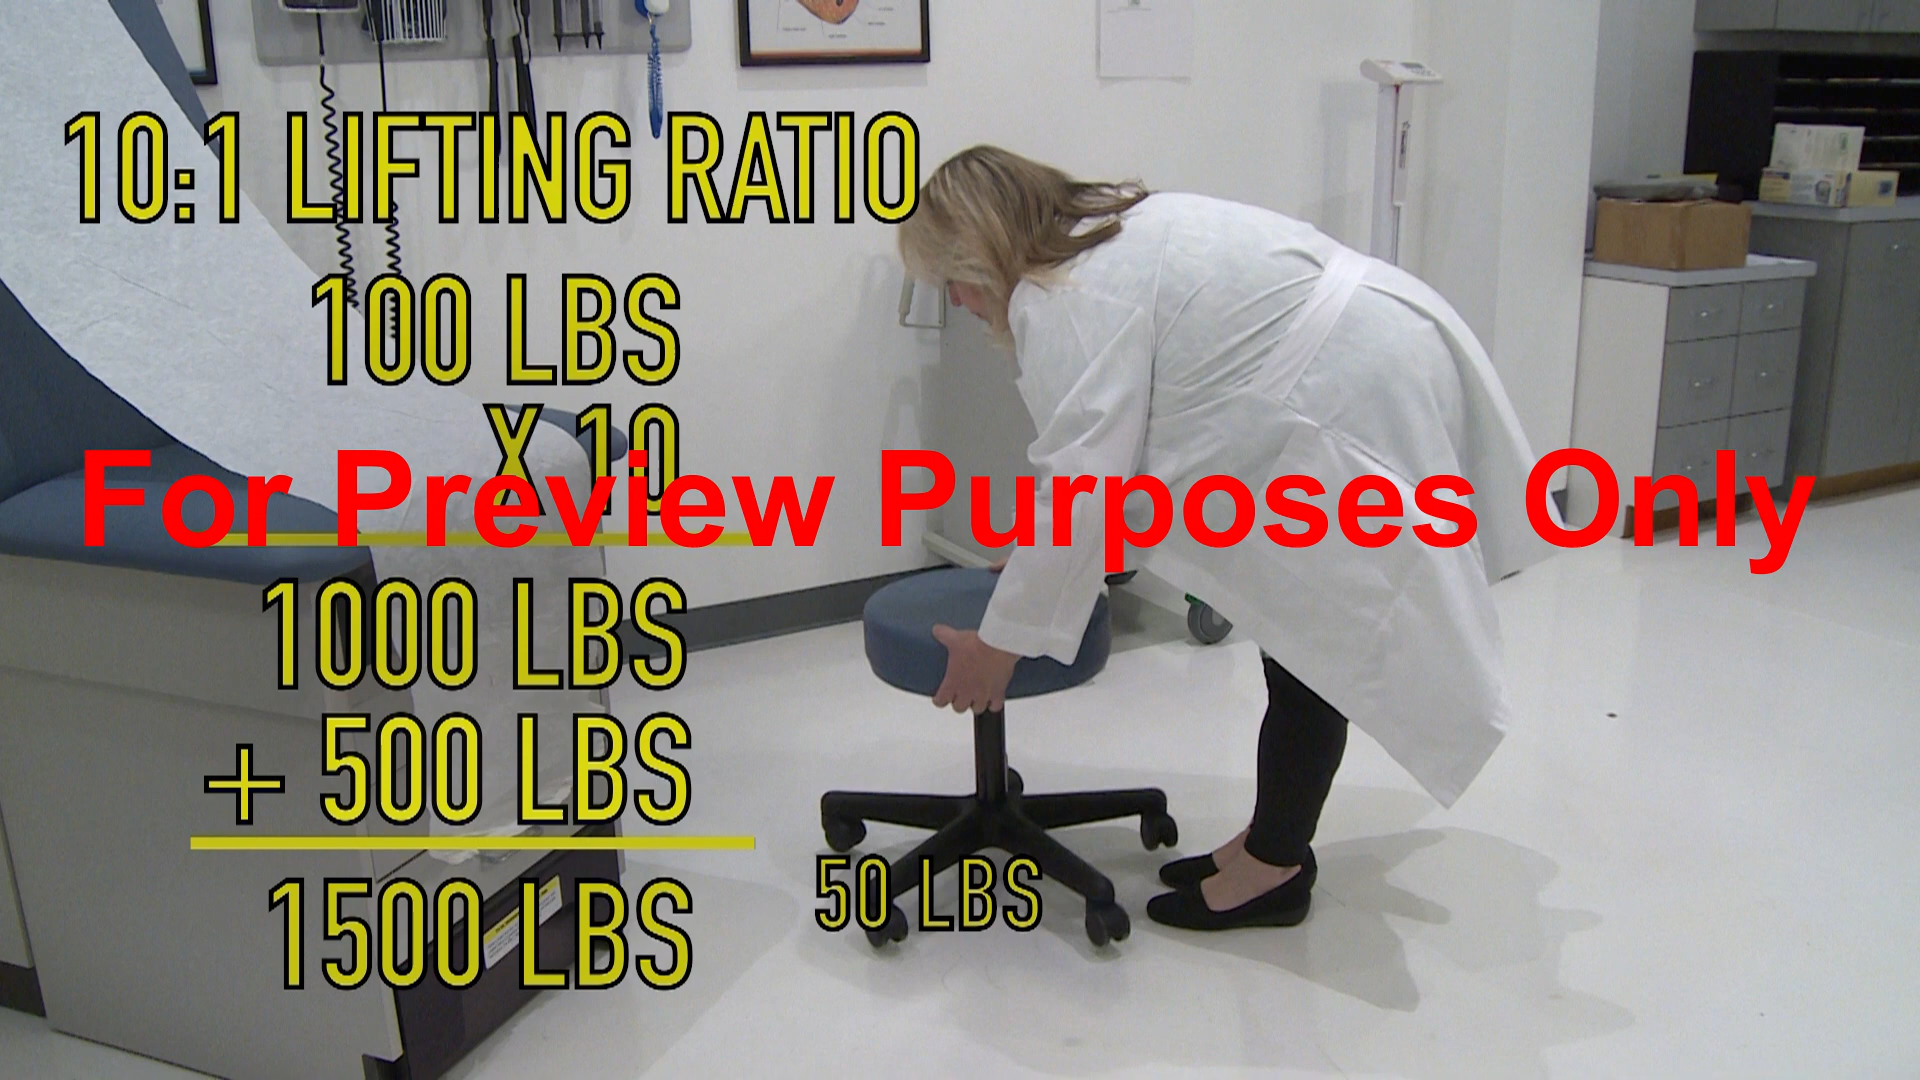 10:1 LIFTING RATIO
100 LBS
X 10
For Preview Purposes Only
1000 LBS
+ 500 LBS
1500 LBS
50 LBS